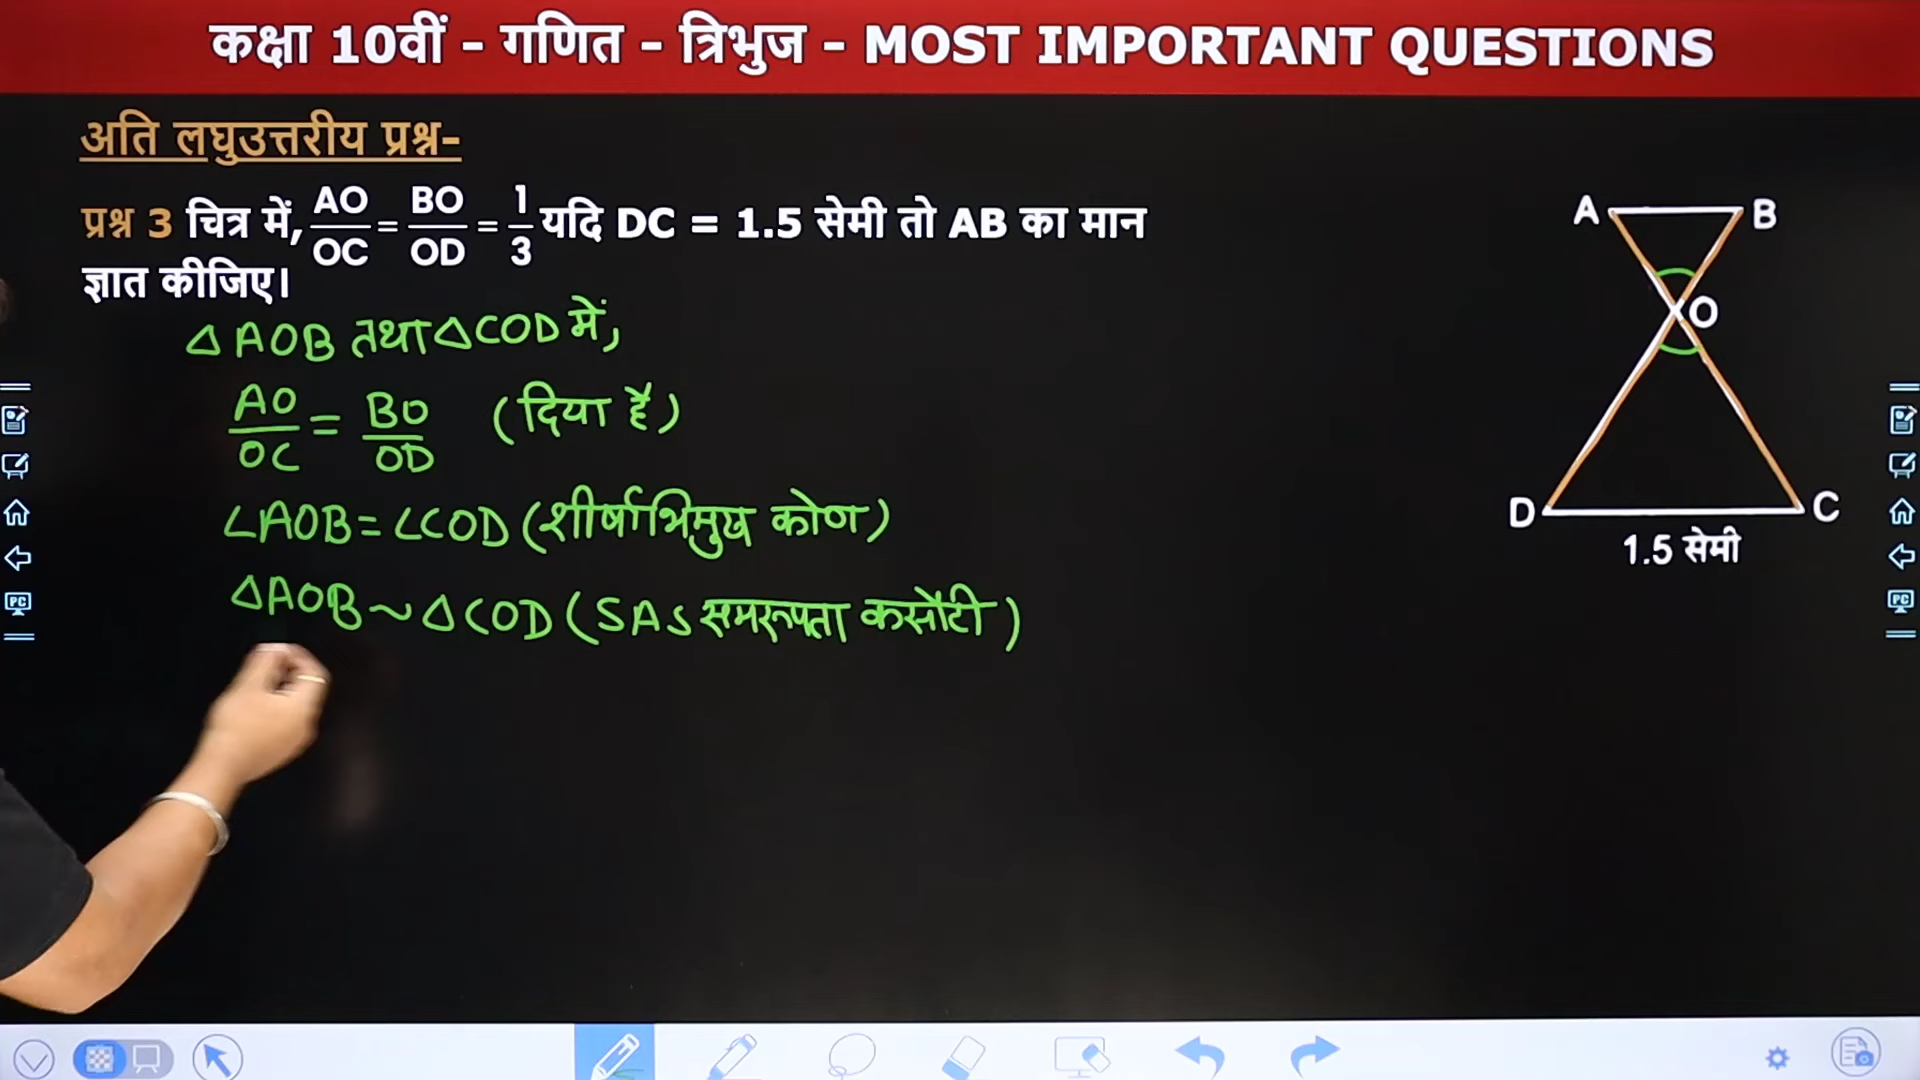 कक्षा 10वीं - गणित - त्रिभुज - MOST IMPORTANT QUESTIONS
अति लघुउत्तरीय प्रश्न-
प्रश्न 3 चित्र में, AO/OC = BO/OD = 1/3 यदि DC = 1.5 सेमी तो AB का मान
ज्ञात कीजिए।
△AOB तथा △COD में,
AO/OC = BO/OD (दिया है)
∠AOB = ∠COD (शीर्षाभिमुख कोण)
△AOB ~ △COD (SAS समरूपता कसौटी)
A B
O
D C
1.5 सेमी
PC
PC